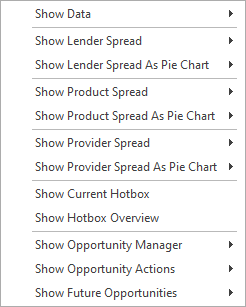 Show Data
Show Lender Spread
Show Lender Spread As Pie Chart
Show Product Spread
Show Product Spread As Pie Chart
Show Provider Spread
Show Provider Spread As Pie Chart
Show Current Hotbox
Show Hotbox Overview
Show Opportunity Manager
Show Opportunity Actions
Show Future Opportunities